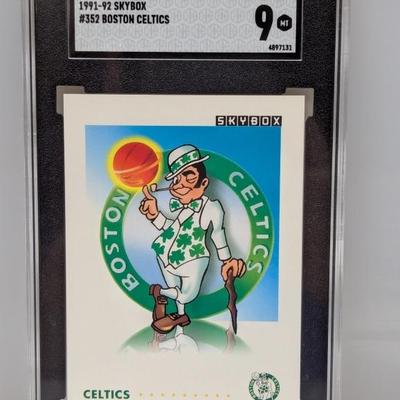 1991-92 SKYBOX
#352 BOSTON CELTICS
9 MT
4897131
SKYBOX
BOSTON CELTICS
CELTICS